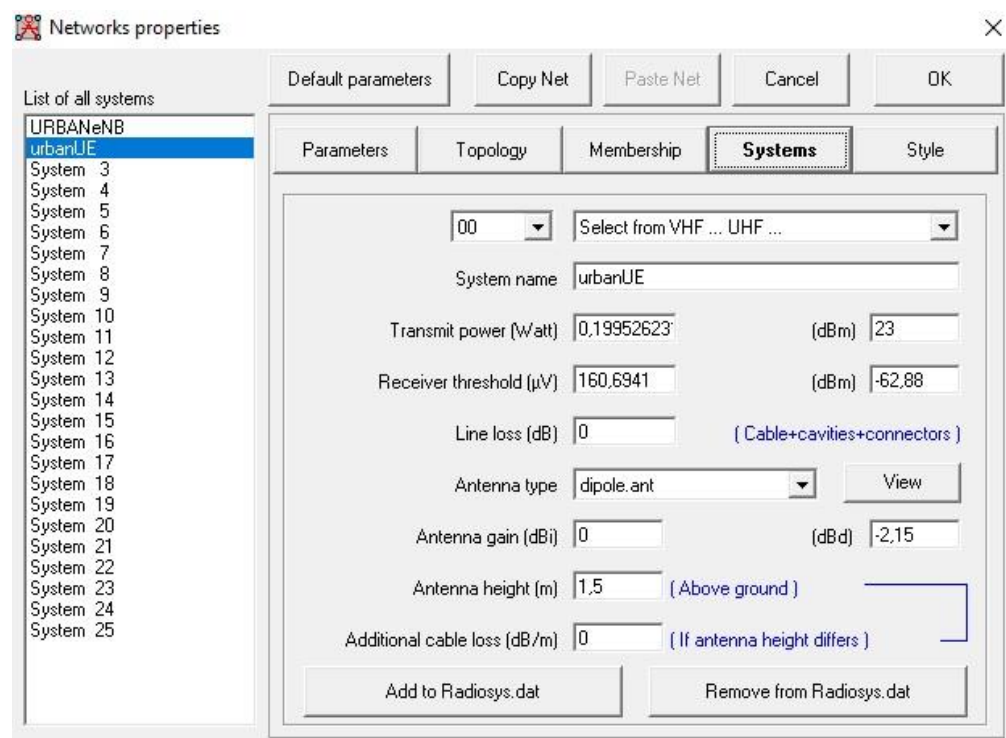 Networks properties
Default parameters Copy Net Paste Net Cancel OK
List of all systems
URBANeNB
urbanUE
System 3
System 4
System 5
System 6
System 7
System 8
System 9
System 10
System 11
System 12
System 13
System 14
System 15
System 16
System 17
System 18
System 19
System 20
System 21
System 22
System 23
System 24
System 25
Parameters Topology Membership Systems Style
00 Select from VHF ... UHF ...
System name urbanUE
Transmit power (Watt) 0,19952623 (dBm) 23
Receiver threshold (µV) 160,6941 (dBm) -62,88
Line loss (dB) 0 ( Cable+cavities+connectors )
Antenna type dipole.ant View
Antenna gain (dBi) 0 (dBd) -2,15
Antenna height (m) 1,5 ( Above ground )
Additional cable loss (dB/m) 0 ( If antenna height differs )
Add to Radiosys.dat Remove from Radiosys.dat